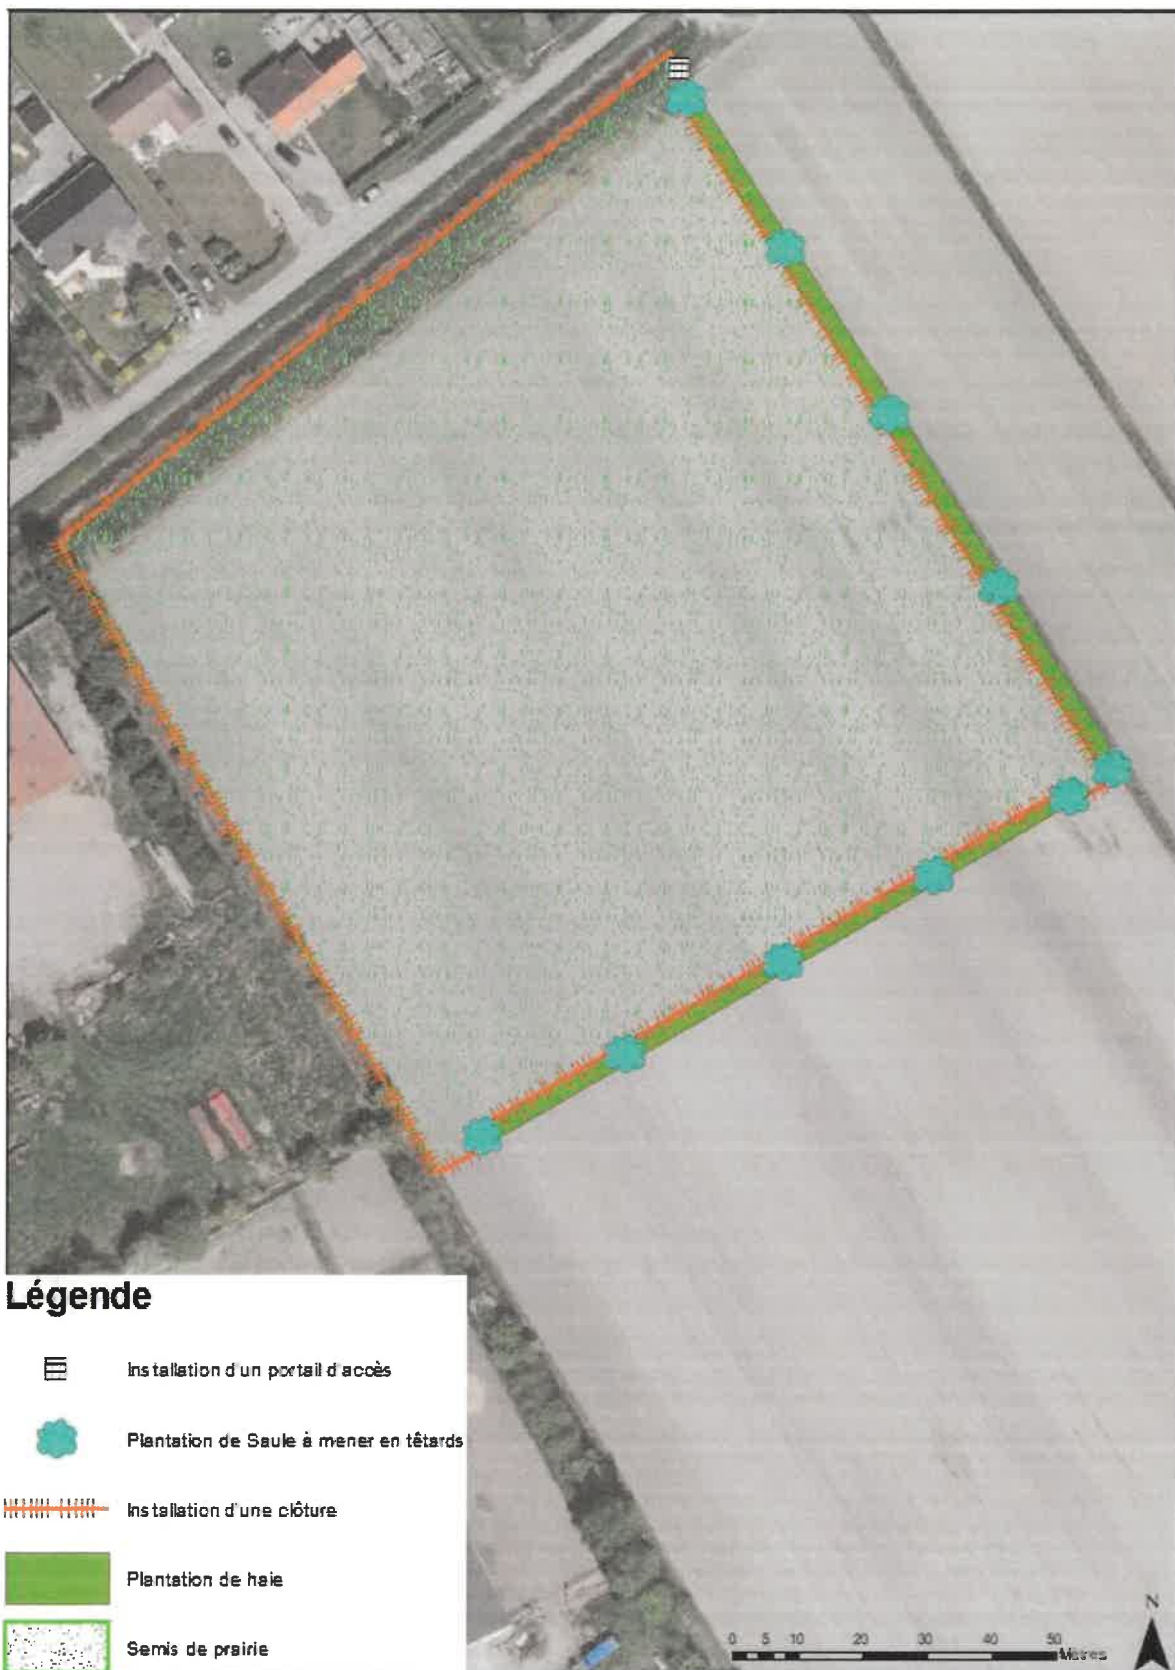 Légende
Installation d'un portail d'accès
Plantation de Saule à mener en têtards
Installation d'une clôture
Plantation de haie
Semis de prairie
N
0 5 10 20 30 40 50
Mètres